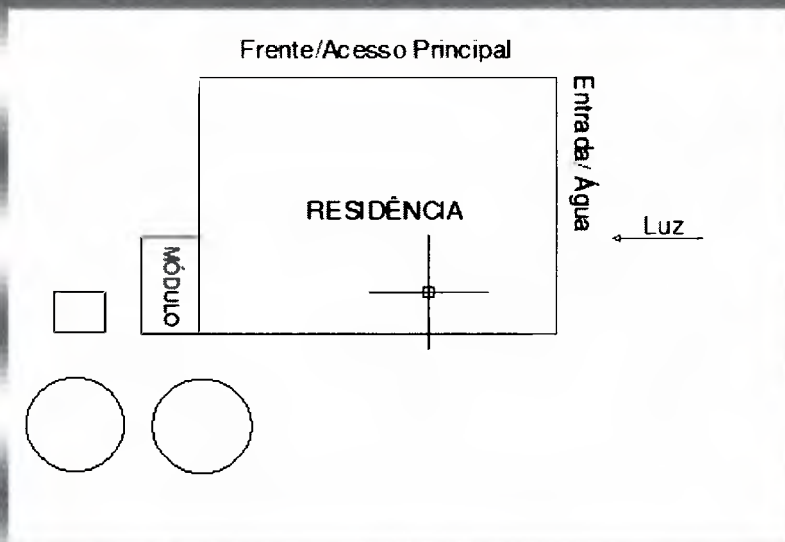 Frente/Acesso Principal
Entrada/Água
RESIDÊNCIA
Luz
MÓDULO